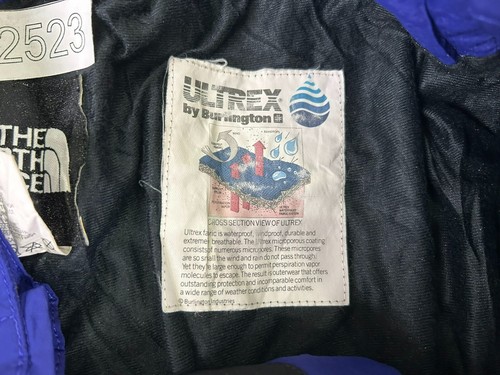 2523
THE
RTH
FACE
ULTREX
by Burlington
CROSS SECTION VIEW OF ULTREX
Ultrex fabric is waterproof, windproof, durable and
extremely breathable. The Ultrex microporous coating
consists of numerous micropores. These micropores
are so small the wind and rain do not pass through.
Yet they're large enough to permit perspiration vapor
molecules to escape. The result is outerwear that offers
outstanding protection and incomparable comfort in
a wide range of weather conditions and activities.
© Burlington Industries